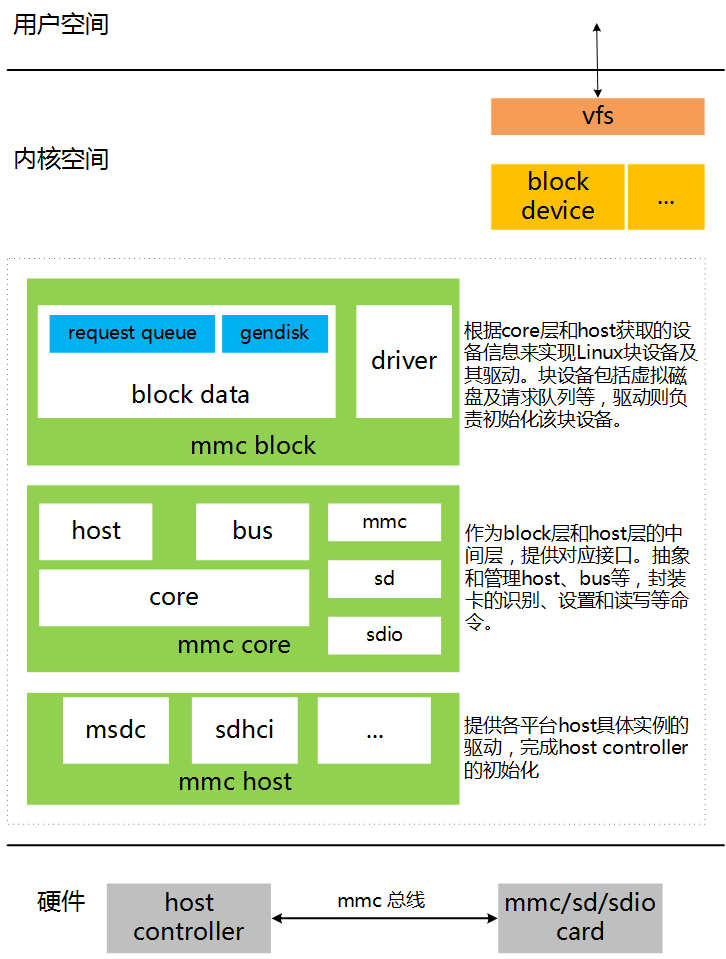 用户空间
vfs
内核空间
block
device
...
request queue
gendisk
block data
driver
mmc block
根据core层和host获取的设
备信息来实现Linux块设备及
其驱动。块设备包括虚拟磁
盘及请求队列等，驱动则负
责初始化该块设备。
host
bus
mmc
core
sd
sdio
mmc core
作为block层和host层的中
间层，提供对应接口。抽象
和管理host、bus等，封装
卡的识别、设置和读写等命
令。
msdc
sdhci
...
mmc host
提供各平台host具体实例的
驱动，完成host controller
的初始化
硬件
host
controller
mmc 总线
mmc/sd/sdio
card